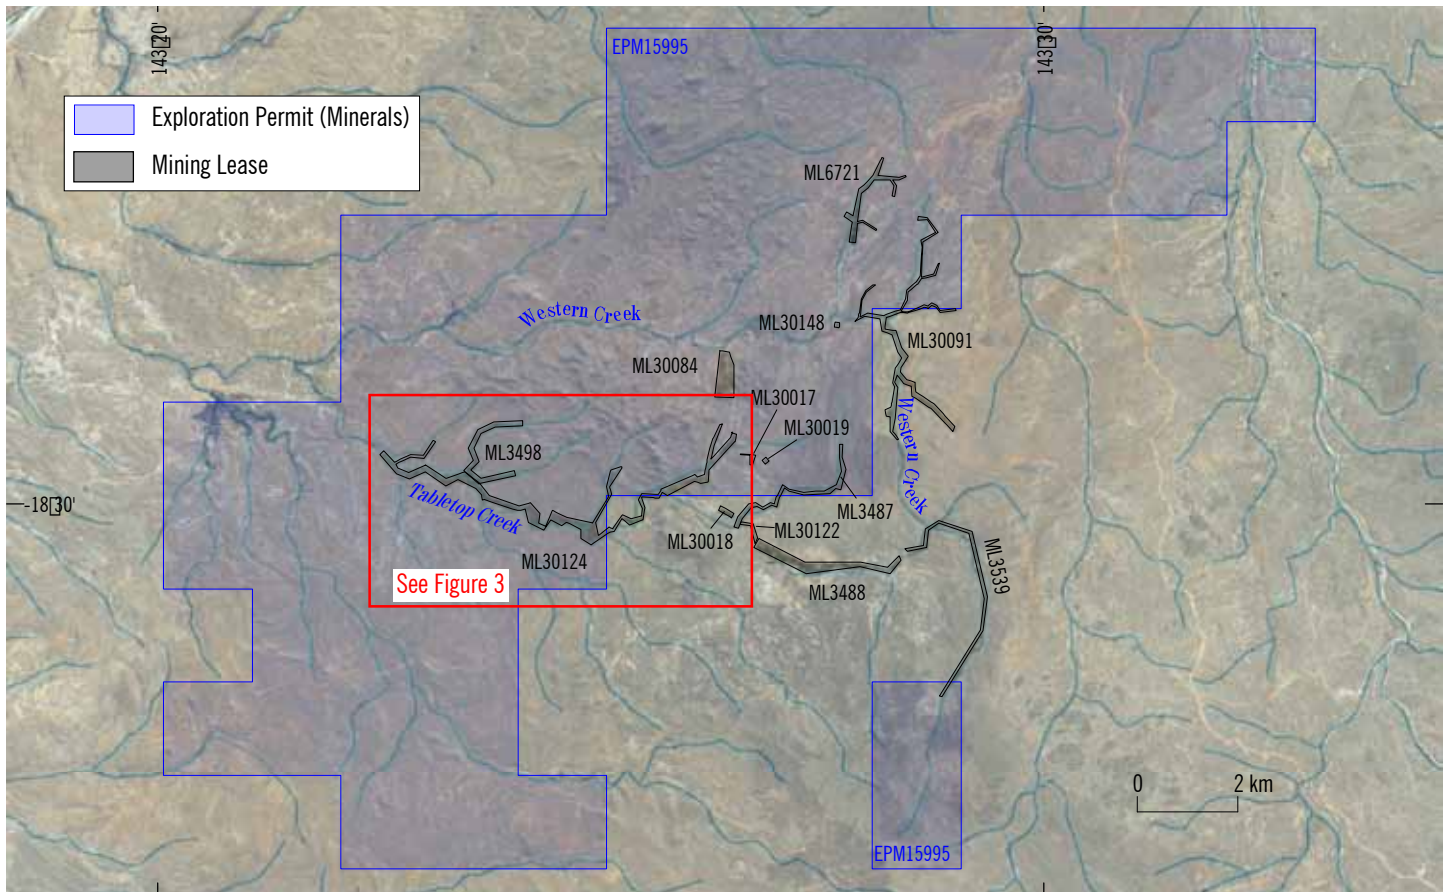 143▯20'
143▯30'
EPM15995
Exploration Permit (Minerals)
Mining Lease
ML6721
Western Creek
ML30148
ML30091
ML30084
ML30017
ML30019
Western Creek
ML3498
Tabletop Creek
-18▯30'
ML3487
ML30018
ML30122
ML30124
ML3539
See Figure 3
ML3488
0 2 km
EPM15995